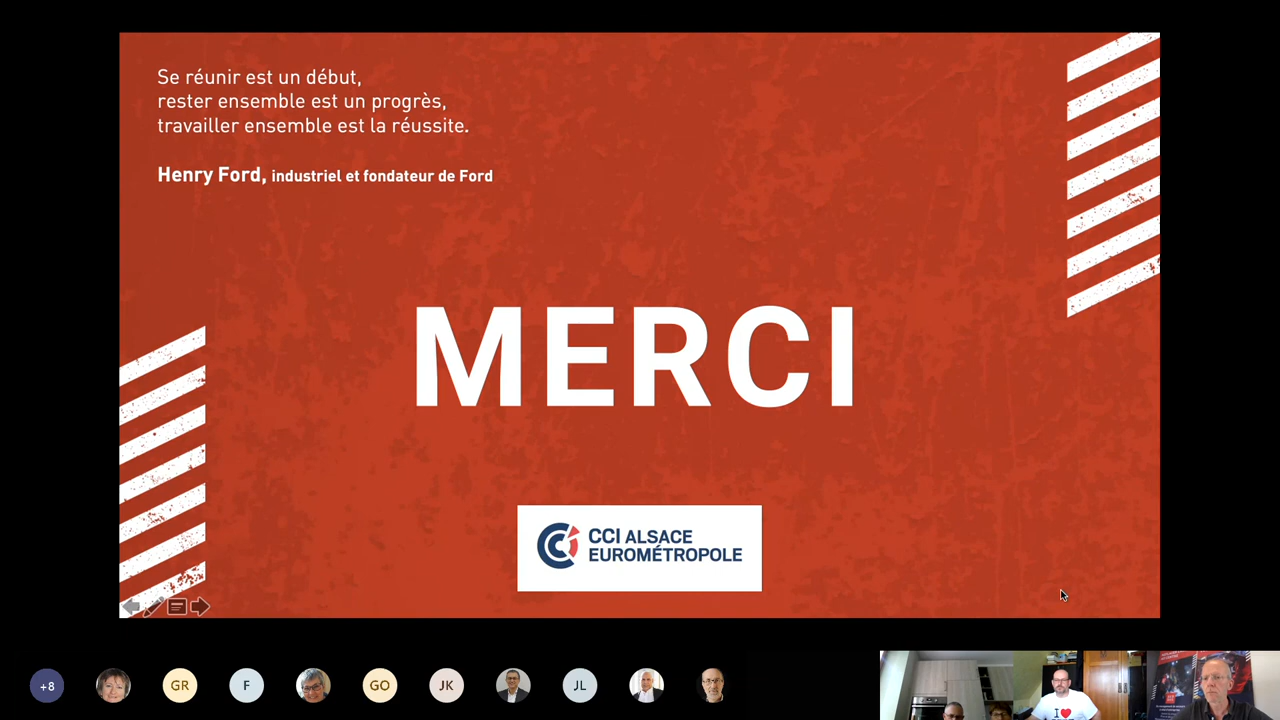 Se réunir est un début,
rester ensemble est un progrès,
travailler ensemble est la réussite.
Henry Ford, industriel et fondateur de Ford
MERCI
CCI ALSACE
EUROMÉTROPOLE
+8
GR
F
GO
JK
JL
I